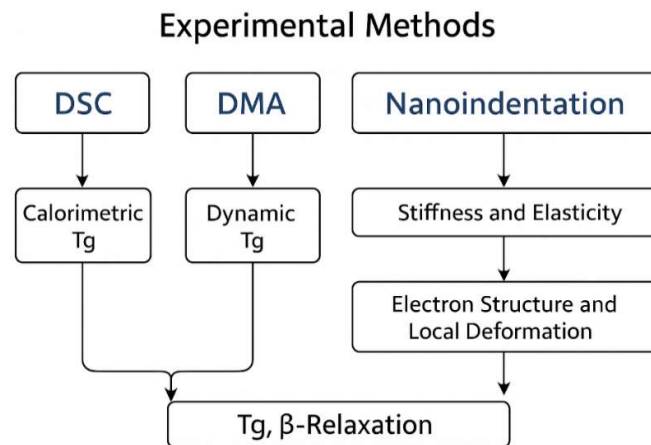 Experimental Methods
DSC
DMA
Nanoindentation
Calorimetric
Tg
Dynamic
Tg
Stiffness and Elasticity
Electron Structure and
Local Deformation
Tg, β-Relaxation